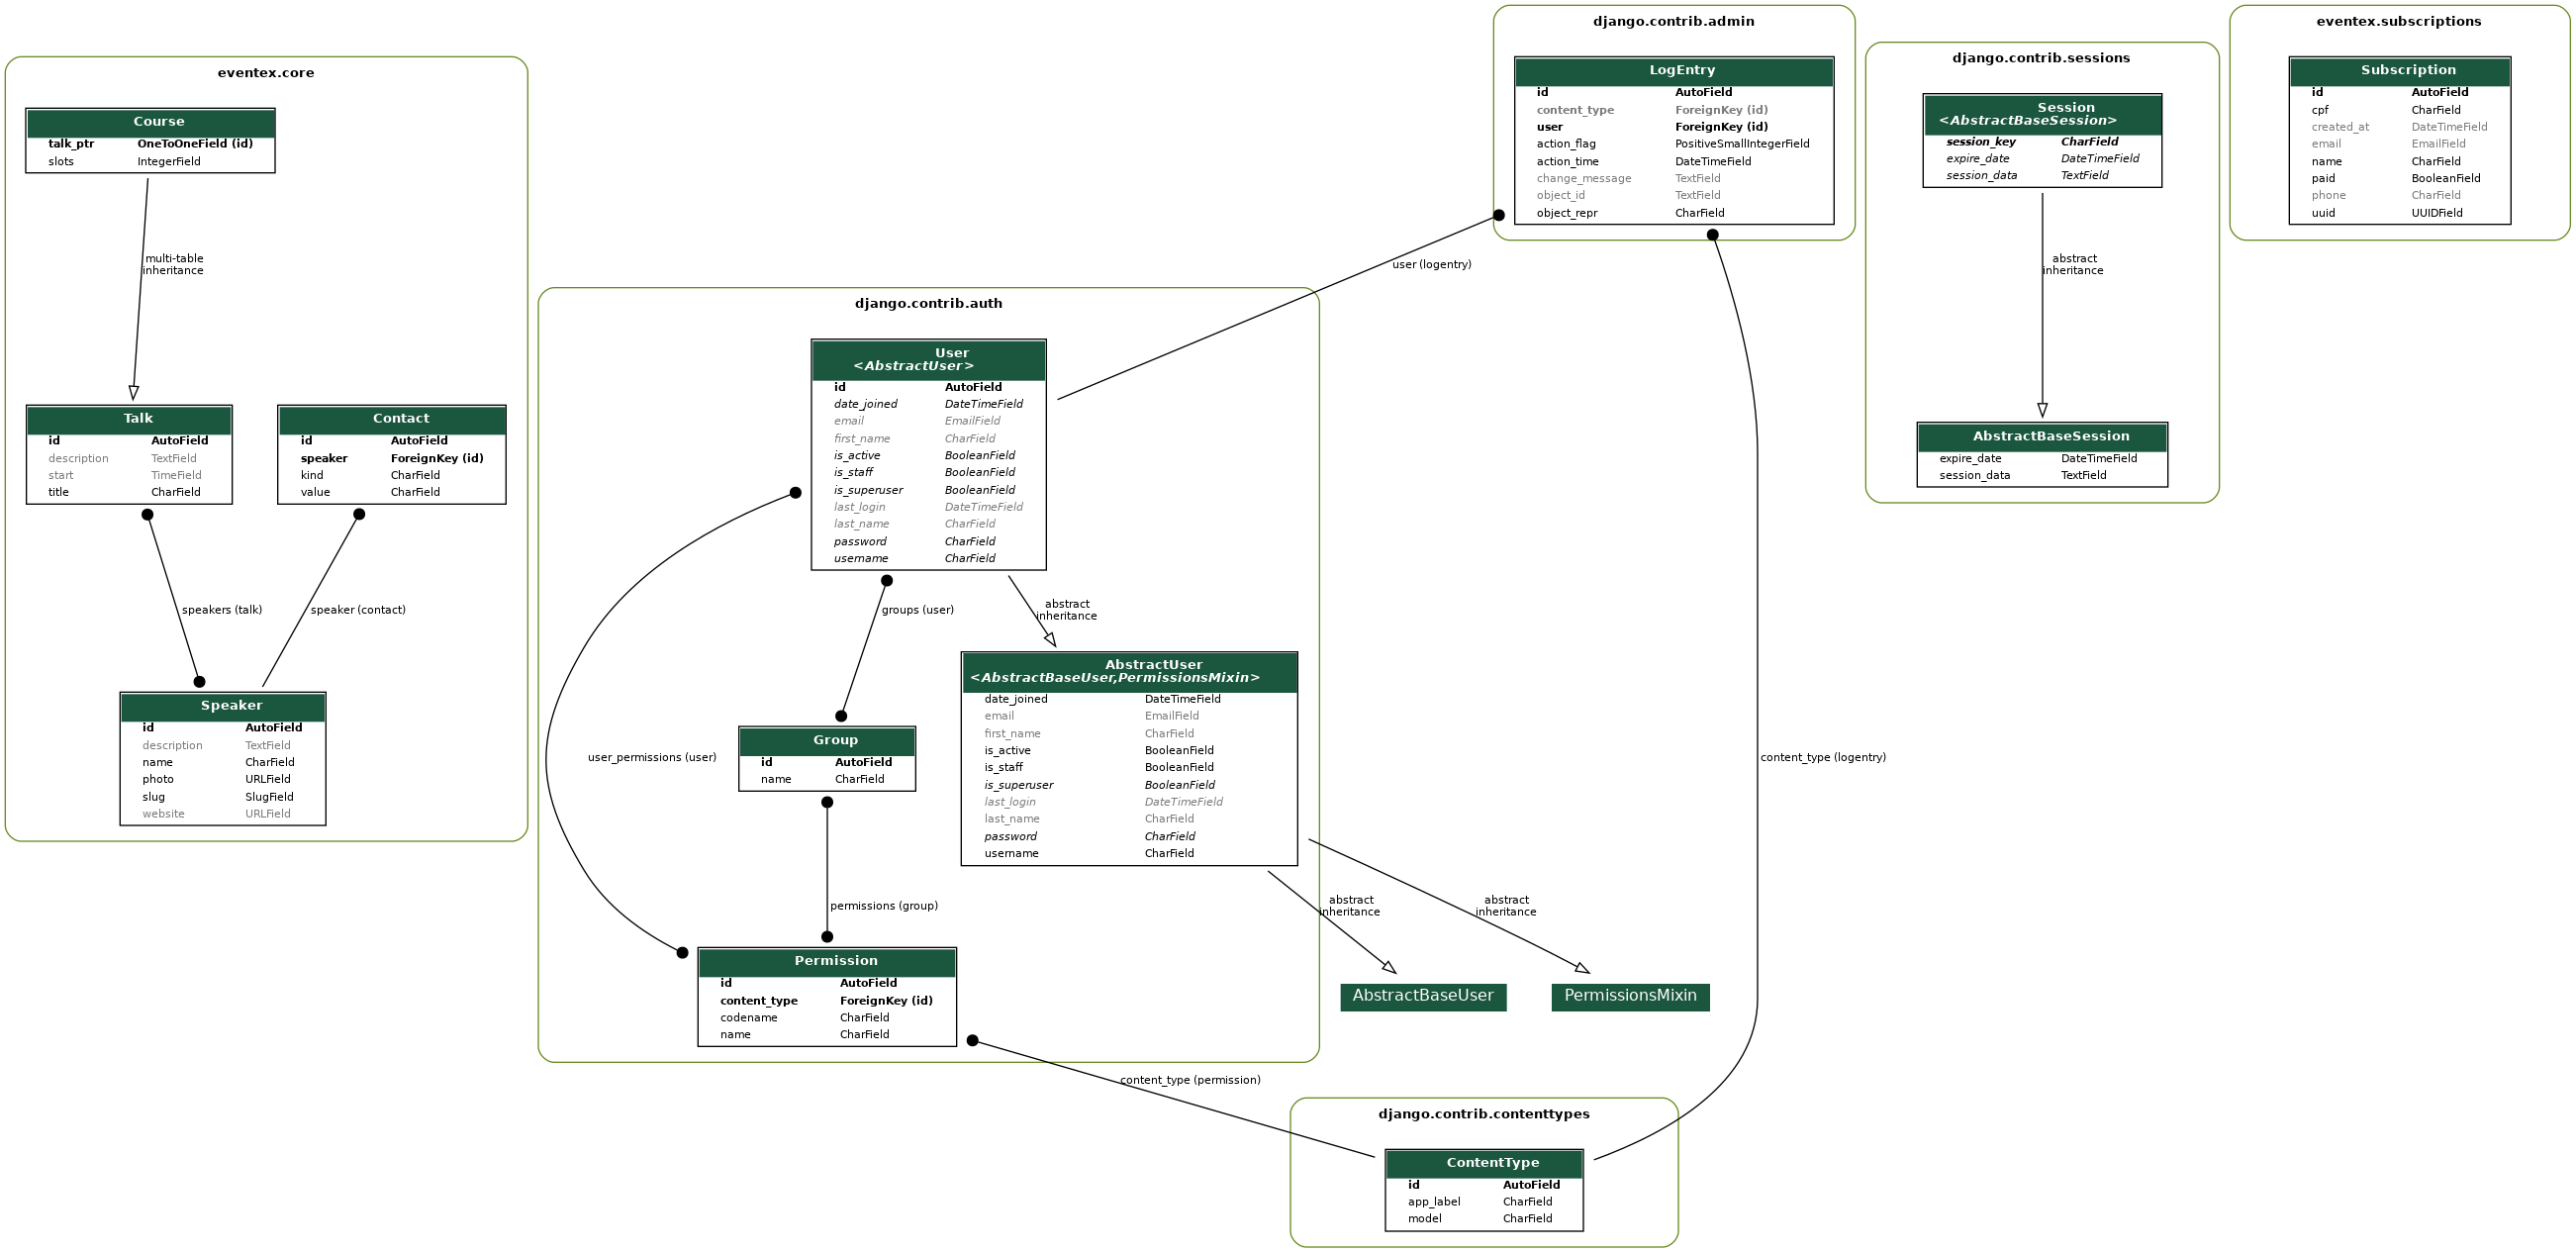 eventex.core
Course
talk_ptr OneToOneField (id)
slots IntegerField
multi-table
inheritance
Talk
id AutoField
description TextField
start TimeField
title CharField
Contact
id AutoField
speaker ForeignKey (id)
kind CharField
value CharField
speakers (talk)
speaker (contact)
Speaker
id AutoField
description TextField
name CharField
photo URLField
slug SlugField
website URLField
django.contrib.auth
User
<AbstractUser>
id AutoField
date_joined DateTimeField
email EmailField
first_name CharField
is_active BooleanField
is_staff BooleanField
is_superuser BooleanField
last_login DateTimeField
last_name CharField
password CharField
username CharField
groups (user)
abstract
inheritance
user_permissions (user)
Group
id AutoField
name CharField
AbstractUser
<AbstractBaseUser,PermissionsMixin>
date_joined DateTimeField
email EmailField
first_name CharField
is_active BooleanField
is_staff BooleanField
is_superuser BooleanField
last_login DateTimeField
last_name CharField
password CharField
username CharField
permissions (group)
Permission
id AutoField
content_type ForeignKey (id)
codename CharField
name CharField
abstract
inheritance
abstract
inheritance
AbstractBaseUser
PermissionsMixin
content_type (permission)
django.contrib.admin
LogEntry
id AutoField
content_type ForeignKey (id)
user ForeignKey (id)
action_flag PositiveSmallIntegerField
action_time DateTimeField
change_message TextField
object_id TextField
object_repr CharField
user (logentry)
content_type (logentry)
django.contrib.contenttypes
ContentType
id AutoField
app_label CharField
model CharField
django.contrib.sessions
Session
<AbstractBaseSession>
session_key CharField
expire_date DateTimeField
session_data TextField
abstract
inheritance
AbstractBaseSession
expire_date DateTimeField
session_data TextField
eventex.subscriptions
Subscription
id AutoField
cpf CharField
created_at DateTimeField
email EmailField
name CharField
paid BooleanField
phone CharField
uuid UUIDField